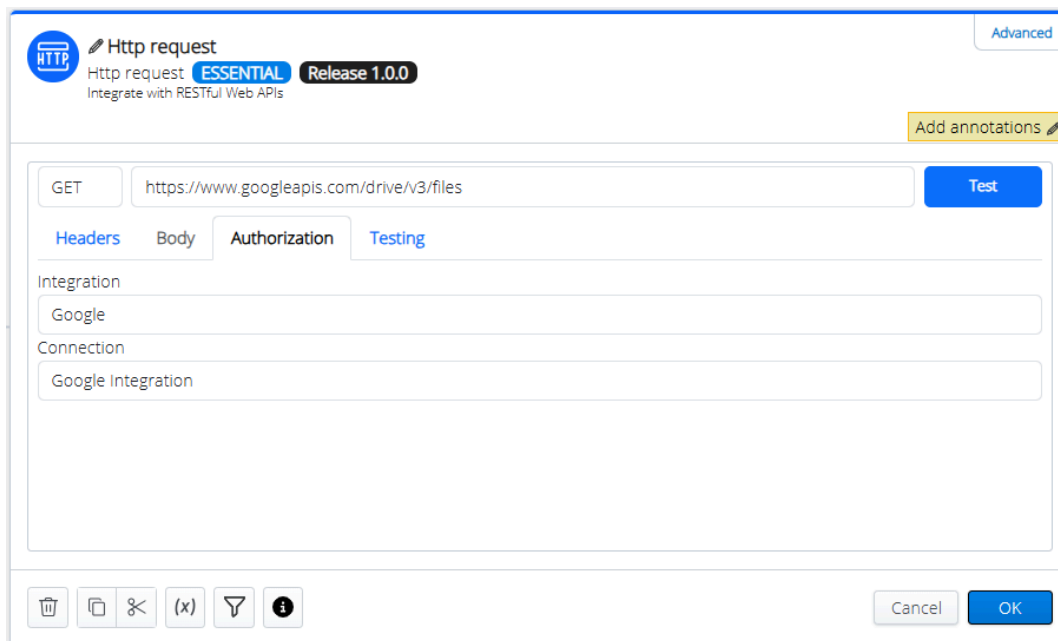 Advanced
HTTP
Http request
Http request ESSENTIAL Release 1.0.0
Integrate with RESTful Web APIs
Add annotations
GET https://www.googleapis.com/drive/v3/files Test
Headers Body Authorization Testing
Integration
Google
Connection
Google Integration
(x) Cancel OK